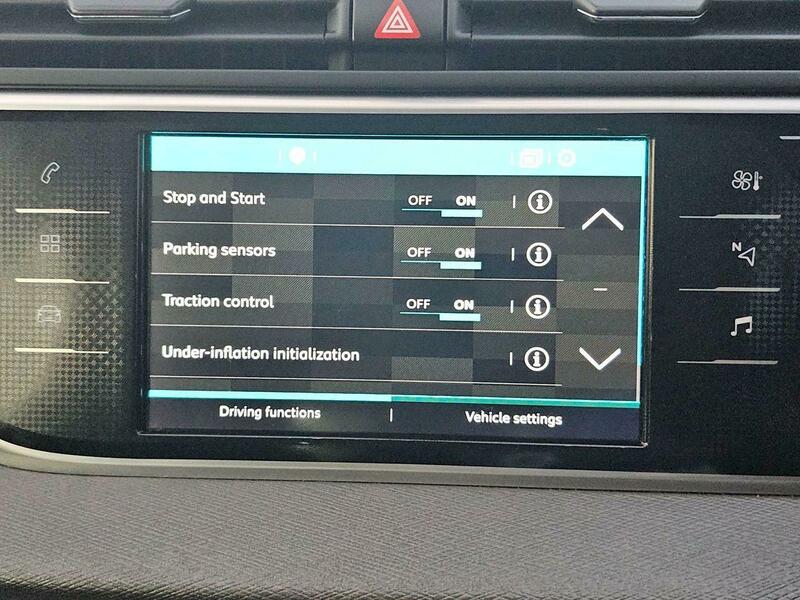 Stop and Start OFF ON
Parking sensors OFF ON
Traction control OFF ON
Under-inflation initialization
Driving functions Vehicle settings
N